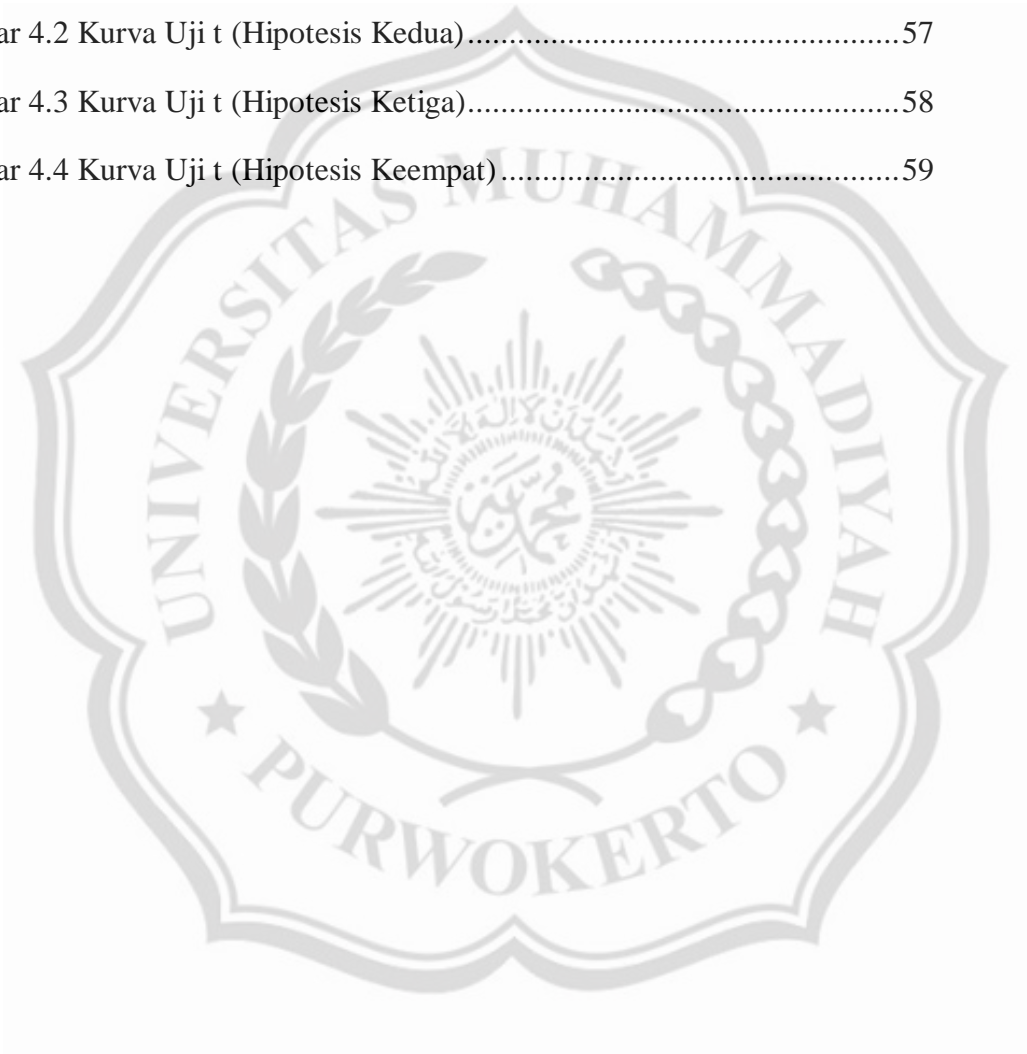 ar 4.2 Kurva Uji t (Hipotesis Kedua)....................................................57
ar 4.3 Kurva Uji t (Hipotesis Ketiga)....................................................58
ar 4.4 Kurva Uji t (Hipotesis Keempat)................................................59
UNIVERSITAS MUHAMMADIYAH
PURWOKERTO